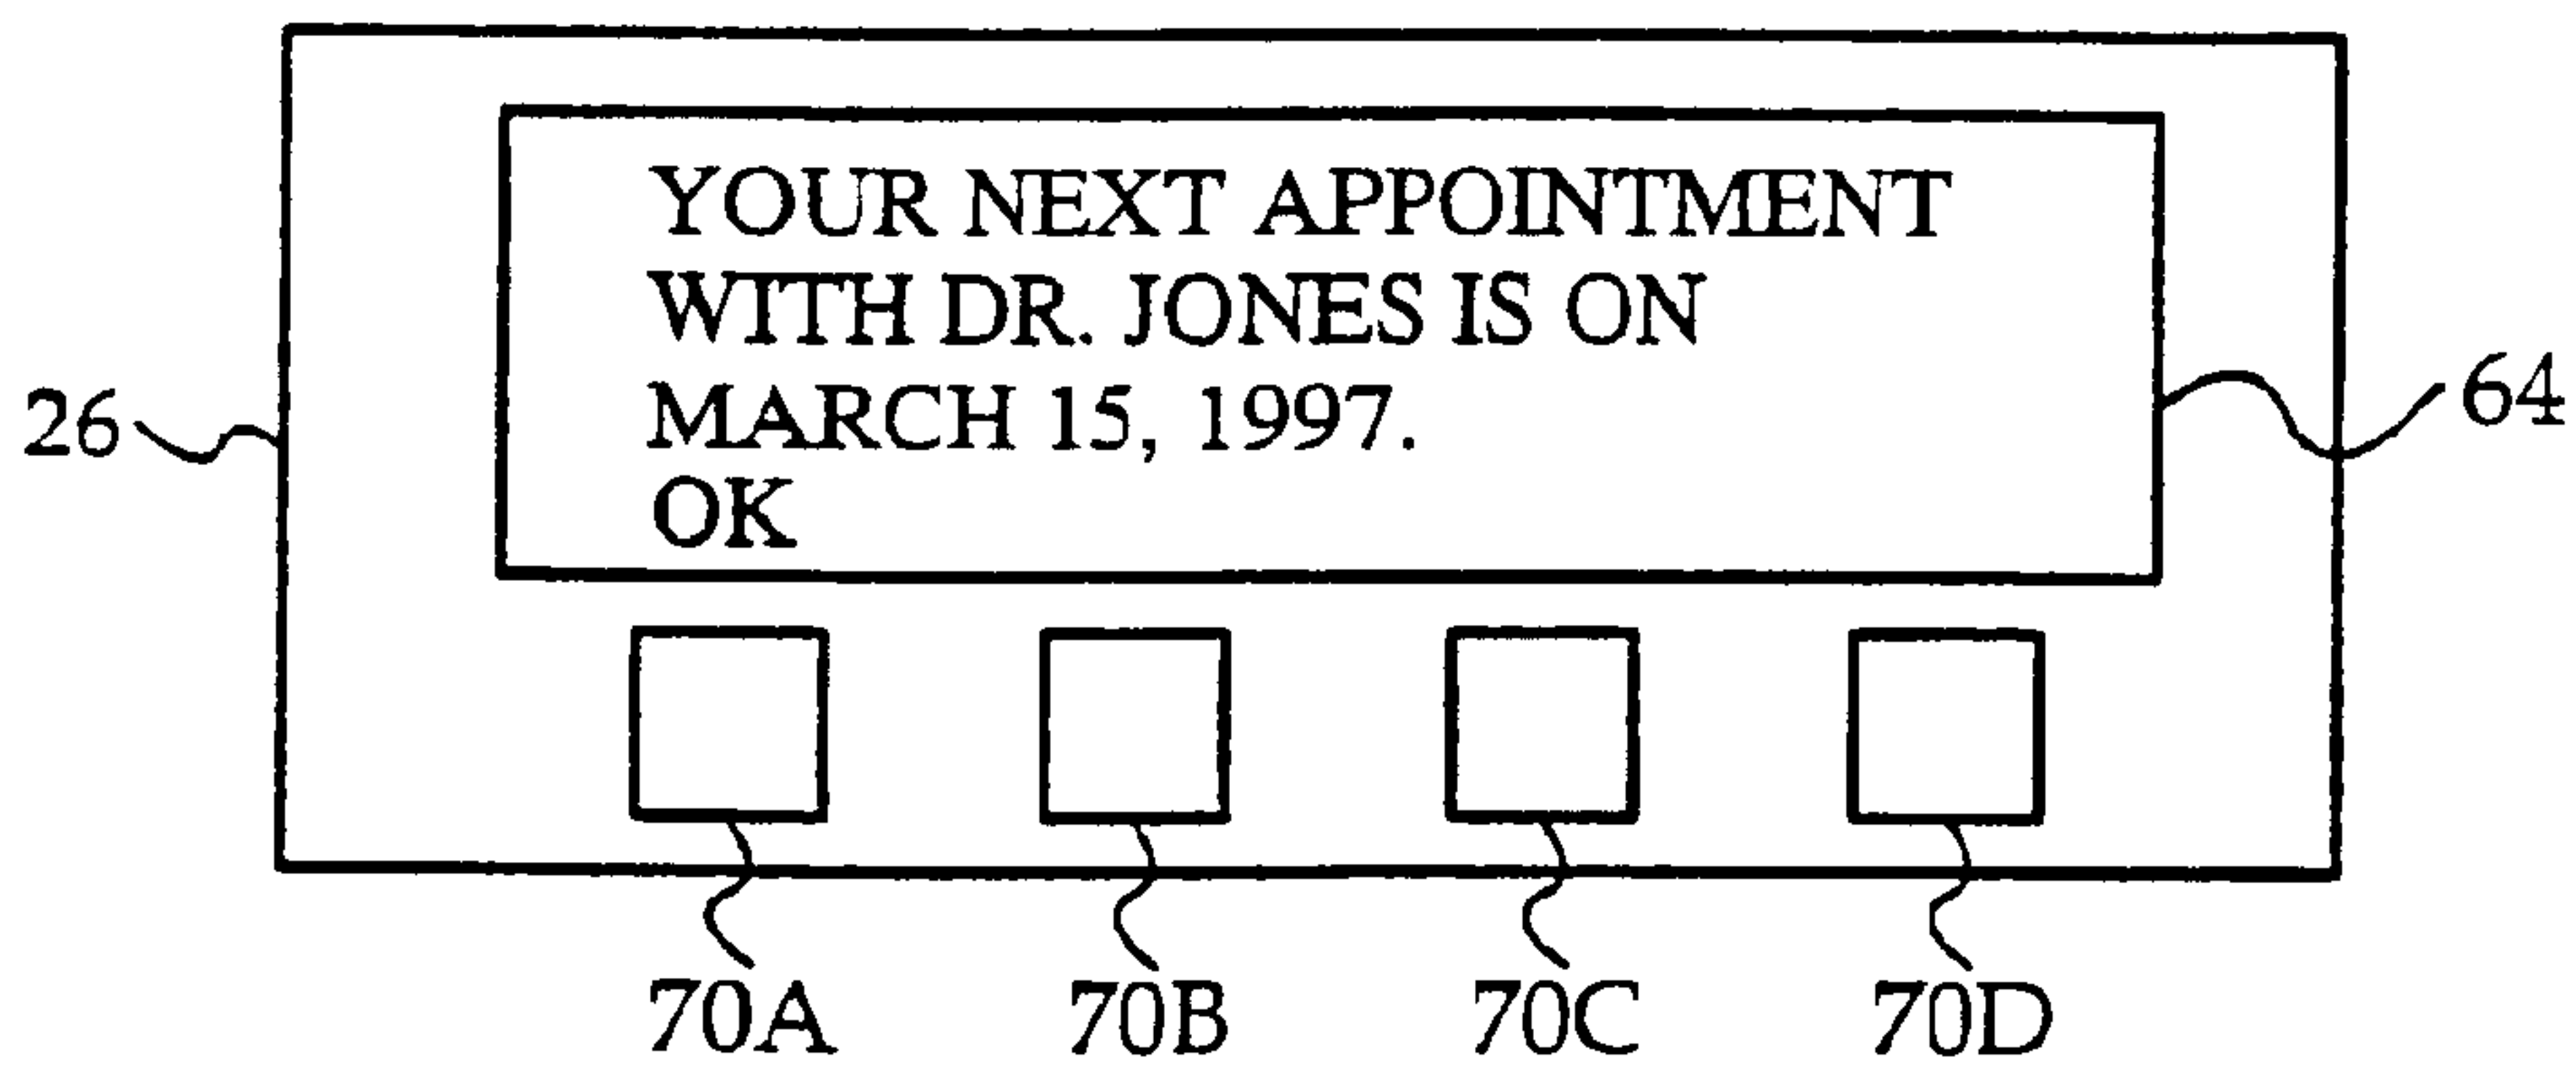 YOUR NEXT APPOINTMENT
WITH DR. JONES IS ON
MARCH 15, 1997.
OK
26
64
70A 70B 70C 70D